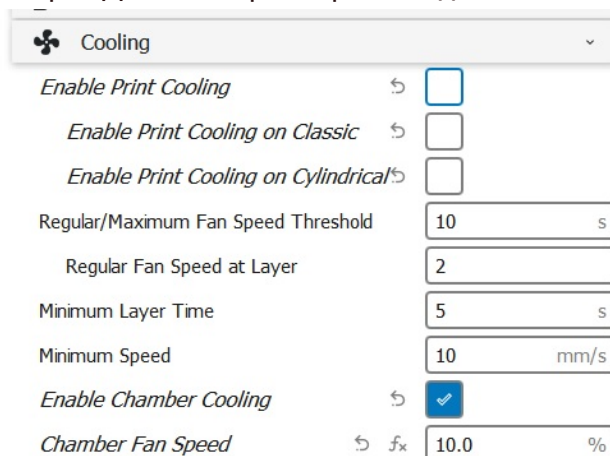 Cooling
Enable Print Cooling
Enable Print Cooling on Classic
Enable Print Cooling on Cylindrical
Regular/Maximum Fan Speed Threshold 10 s
Regular Fan Speed at Layer 2
Minimum Layer Time 5 s
Minimum Speed 10 mm/s
Enable Chamber Cooling
Chamber Fan Speed fx 10.0 %